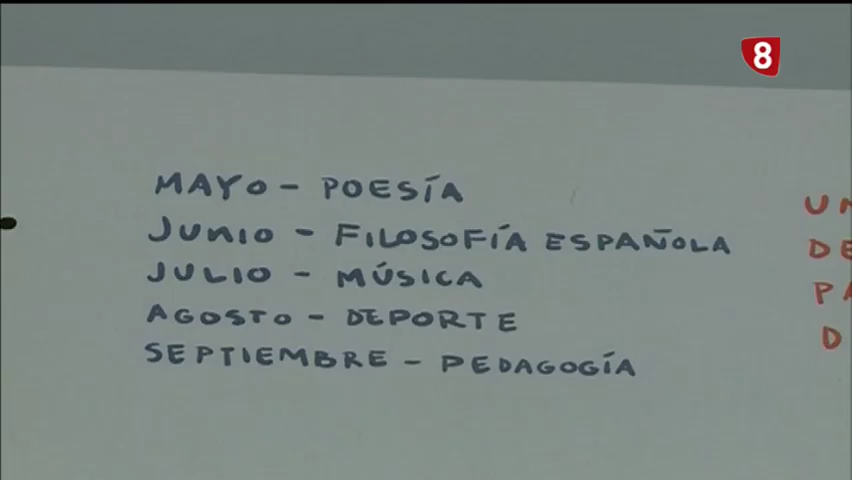 8
MAYO - POESÍA
JUNIO - FILOSOFÍA ESPAÑOLA
JULIO - MÚSICA
AGOSTO - DEPORTE
SEPTIEMBRE - PEDAGOGÍA